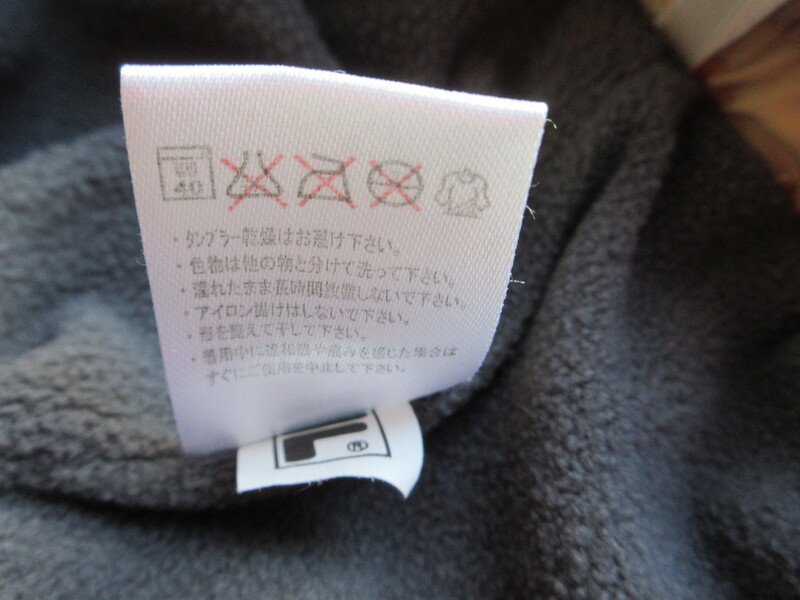 40
・タンブラー乾燥はお避け下さい。
・色物は他の物と分けて洗って下さい。
・濡れたまま長時間放置しないで下さい。
・アイロン掛けはしないで下さい。
・形を整えて干して下さい。
・着用中に違和感や痛みを感じた場合は
すぐにご使用を中止して下さい。
®